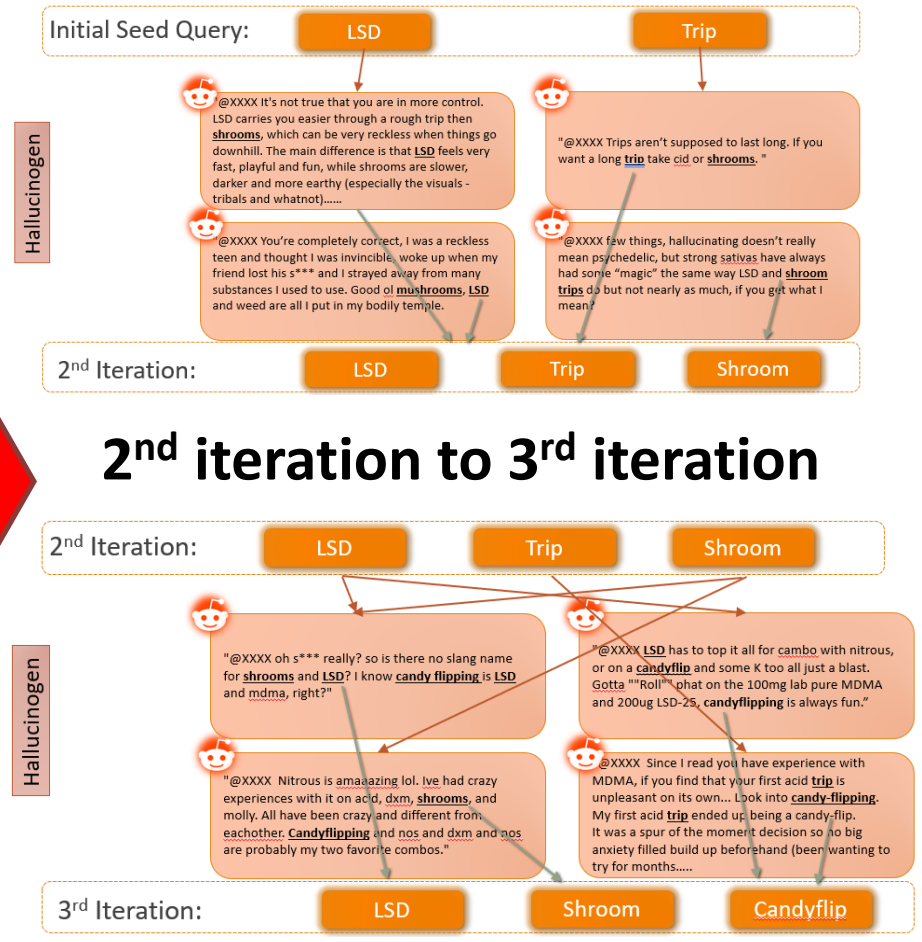 Initial Seed Query:
LSD
Trip
Hallucinogen
"@XXXX It's not true that you are in more control.
LSD carries you easier through a rough trip then
shrooms, which can be very reckless when things go
downhill. The main difference is that LSD feels very
fast, playful and fun, while shrooms are slower,
darker and more earthy (especially the visuals -
tribals and whatnot)……
"@XXXX Trips aren’t supposed to last long. If you
want a long trip take cid or shrooms. "
"@XXXX You’re completely correct, I was a reckless
teen and thought I was invincible, woke up when my
friend lost his s*** and I strayed away from many
substances I used to use. Good ol mushrooms, LSD
and weed are all I put in my bodily temple.
"@XXXX few things, hallucinating doesn’t really
mean psychedelic, but strong sativas have always
had some “magic” the same way LSD and shroom
trips do but not nearly as much, if you get what I
mean?
2nd Iteration:
LSD
Trip
Shroom
2nd iteration to 3rd iteration
2nd Iteration:
LSD
Trip
Shroom
Hallucinogen
"@XXXX oh s*** really? so is there no slang name
for shrooms and LSD? I know candy flipping is LSD
and mdma, right?"
"@XXXX LSD has to top it all for cambo with nitrous,
or on a candyflip and some K too all just a blast.
Gotta ""Roll"" phat on the 100mg lab pure MDMA
and 200ug LSD-25, candyflipping is always fun.”
"@XXXX  Nitrous is amaaazing lol. Ive had crazy
experiences with it on acid, dxm, shrooms, and
molly. All have been crazy and different from
eachother. Candyflipping and nos and dxm and nos
are probably my two favorite combos."
"@XXXX  Since I read you have experience with
MDMA, if you find that your first acid trip is
unpleasant on its own... Look into candy-flipping.
My first acid trip ended up being a candy-flip.
It was a spur of the moment decision so no big
anxiety filled build up beforehand (been wanting to
try for months…..
3rd Iteration:
LSD
Shroom
Candyflip